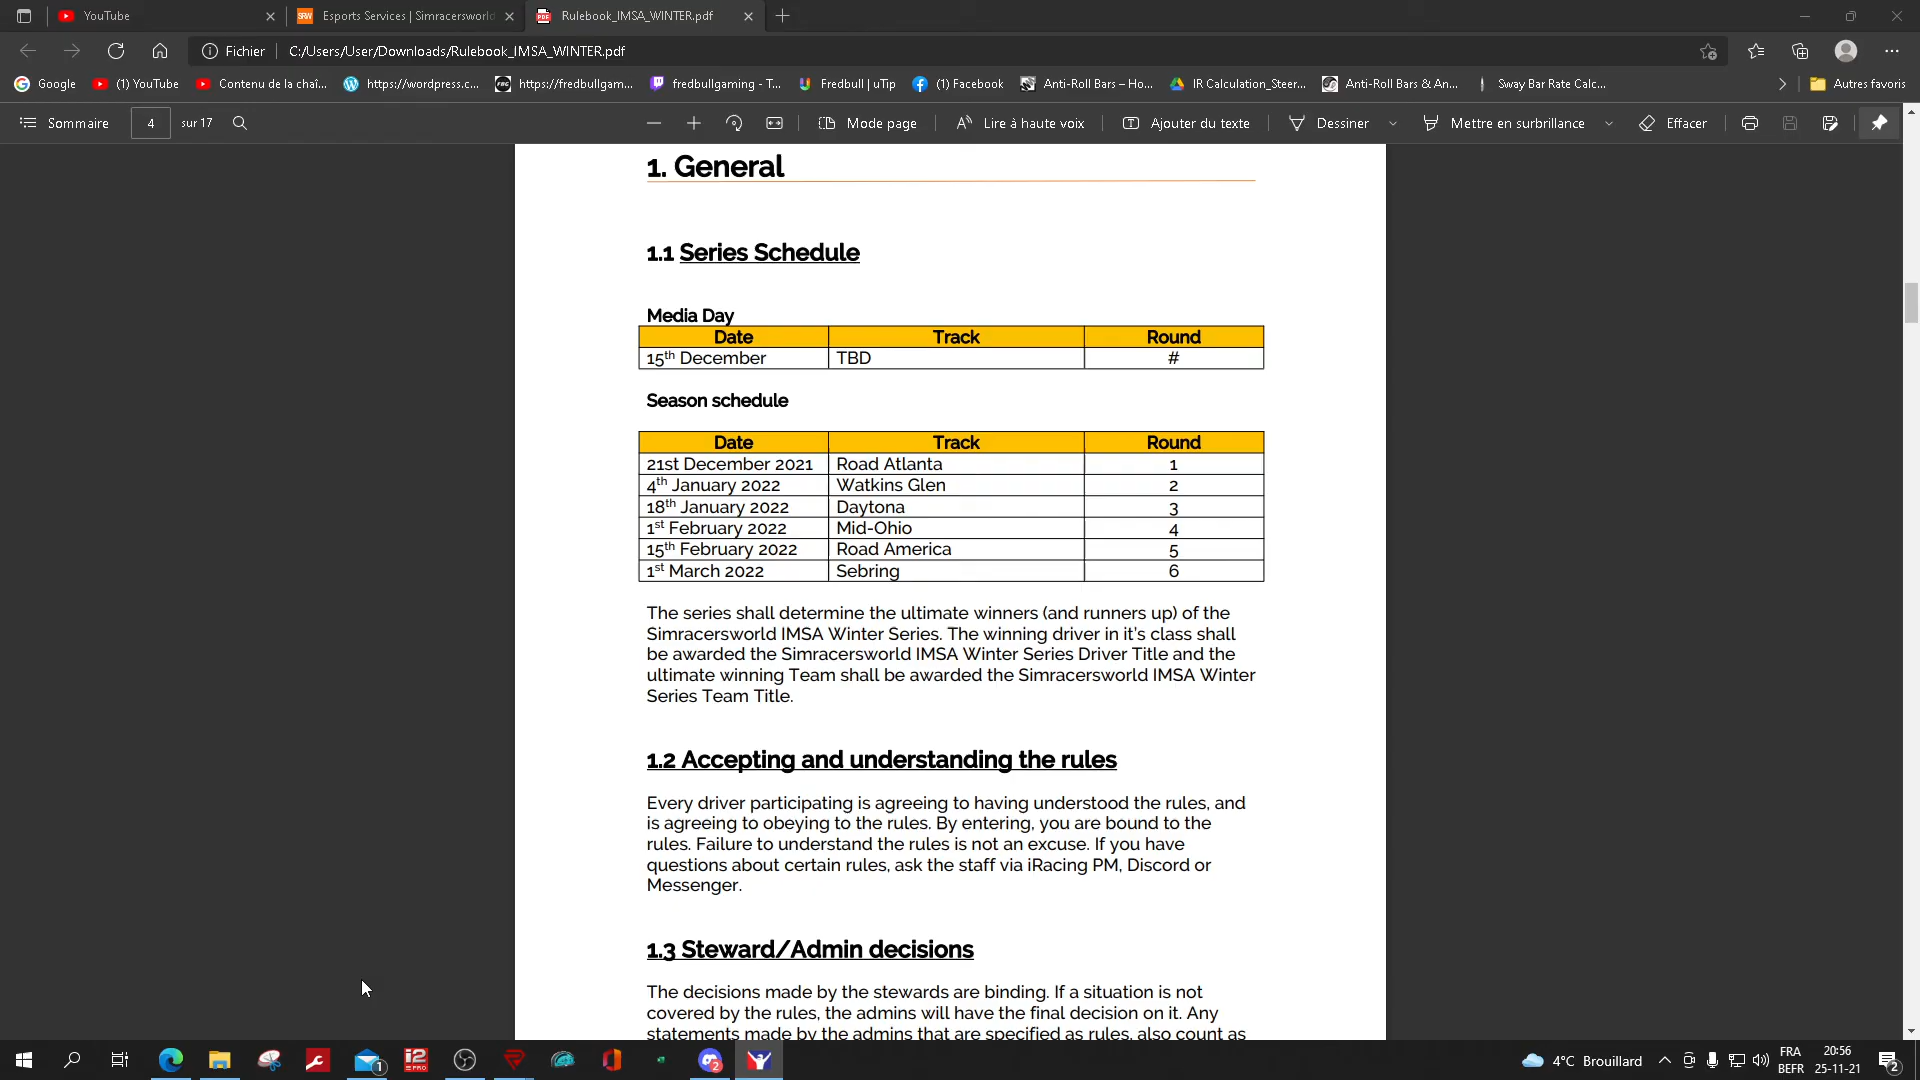 YouTube
Esports Services | Simracersworld
Rulebook_IMSA_WINTER.pdf
Fichier
C:/Users/User/Downloads/Rulebook_IMSA_WINTER.pdf
Google
(1) YouTube
Contenu de la chaî...
https://wordpress.c...
https://fredbullgam...
fredbullgaming - T...
Fredbull | uTip
(1) Facebook
Anti-Roll Bars – Ho...
IR Calculation_Steer...
Anti-Roll Bars & An...
Sway Bar Rate Calc...
Autres favoris
Sommaire
4
sur 17
Mode page
Lire à haute voix
Ajouter du texte
Dessiner
Mettre en surbrillance
Effacer
1. General
1.1 Series Schedule
Media Day
Date Track Round
15th December TBD #
Season schedule
Date Track Round
21st December 2021 Road Atlanta 1
4th January 2022 Watkins Glen 2
18th January 2022 Daytona 3
1st February 2022 Mid-Ohio 4
15th February 2022 Road America 5
1st March 2022 Sebring 6
The series shall determine the ultimate winners (and runners up) of the
Simracersworld IMSA Winter Series. The winning driver in it's class shall
be awarded the Simracersworld IMSA Winter Series Driver Title and the
ultimate winning Team shall be awarded the Simracersworld IMSA Winter
Series Team Title.
1.2 Accepting and understanding the rules
Every driver participating is agreeing to having understood the rules, and
is agreeing to obeying to the rules. By entering, you are bound to the
rules. Failure to understand the rules is not an excuse. If you have
questions about certain rules, ask the staff via iRacing PM, Discord or
Messenger.
1.3 Steward/Admin decisions
The decisions made by the stewards are binding. If a situation is not
covered by the rules, the admins will have the final decision on it. Any
statements made by the admins that are specified as rules, also count as
4°C Brouillard
FRA
BEFR
20:56
25-11-21